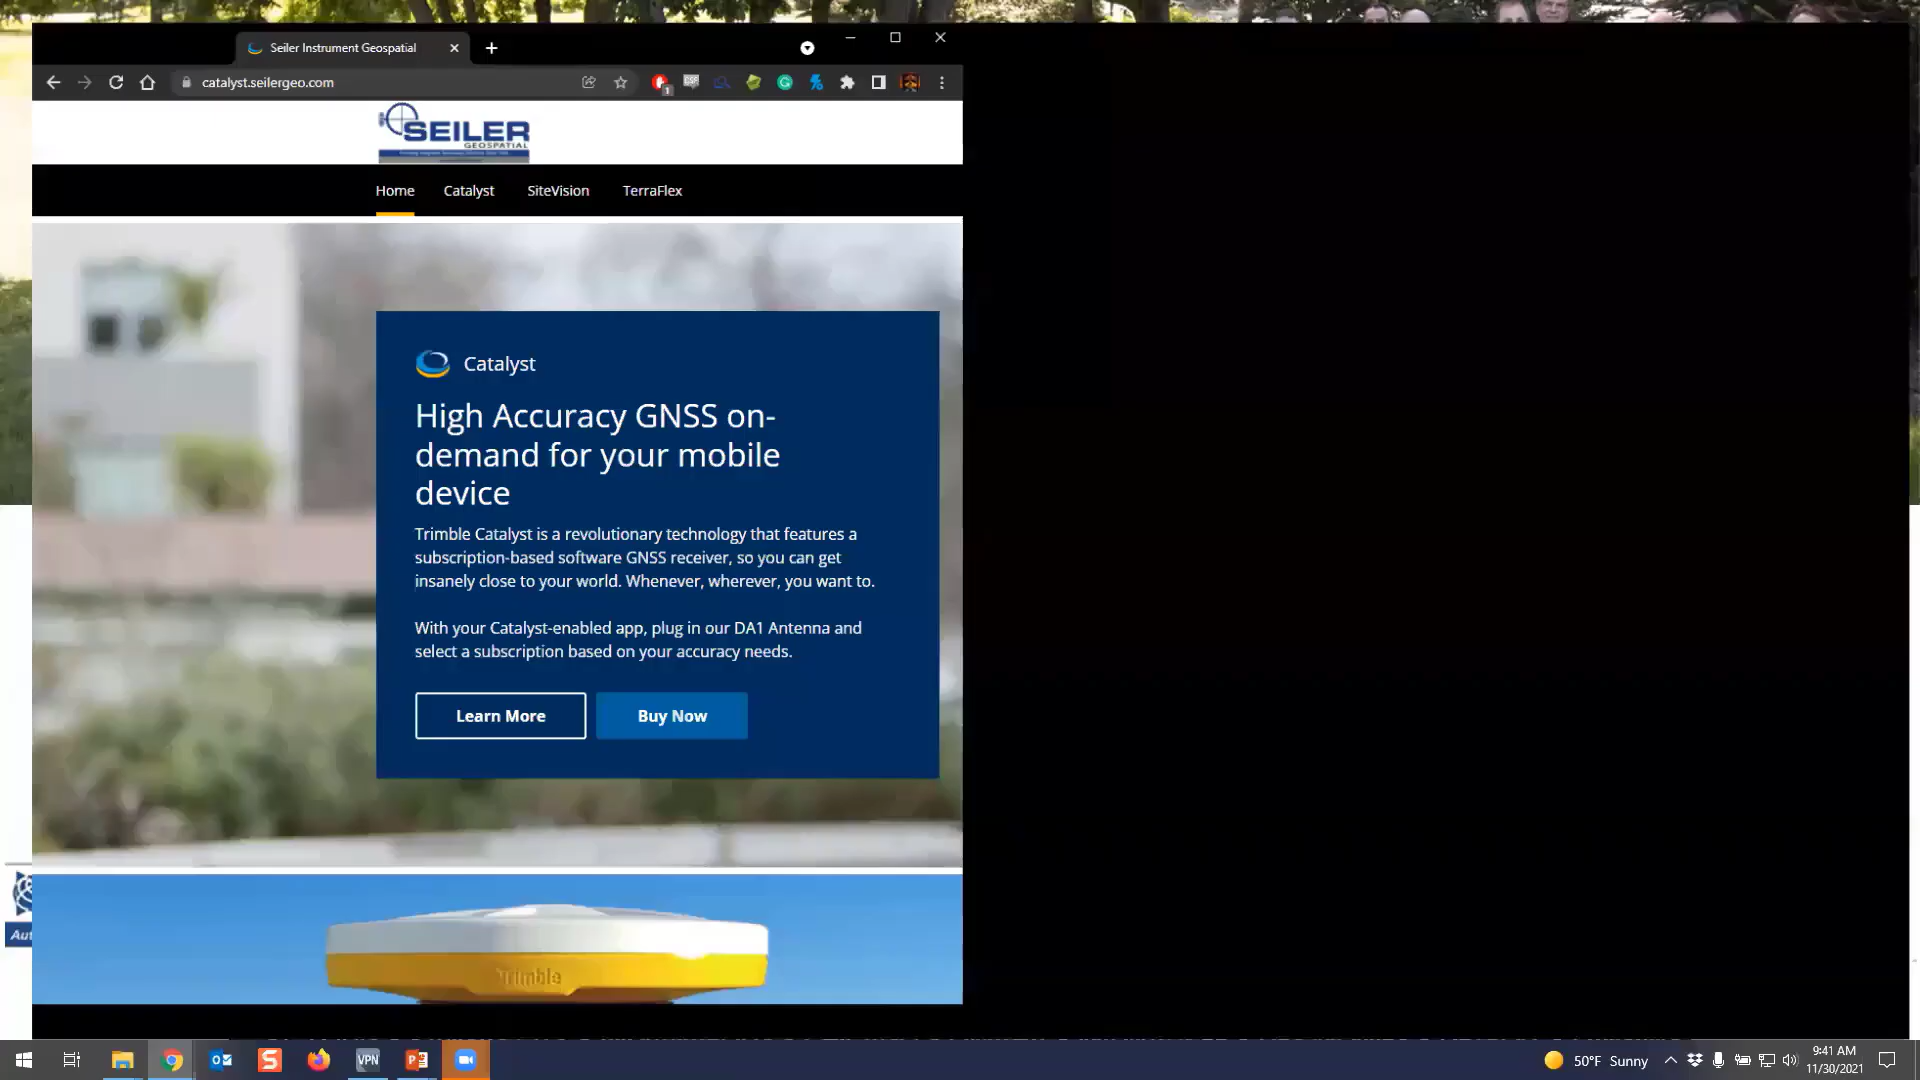 Seiler Instrument Geospatial
catalyst.seilergeo.com
1
SEILER
GEOSPATIAL
Home Catalyst SiteVision TerraFlex
Catalyst
High Accuracy GNSS on-
demand for your mobile
device
Trimble Catalyst is a revolutionary technology that features a
subscription-based software GNSS receiver, so you can get
insanely close to your world. Whenever, wherever, you want to.
With your Catalyst-enabled app, plug in our DA1 Antenna and
select a subscription based on your accuracy needs.
Learn More Buy Now
Trimble
Aut
VPN
50°F Sunny
9:41 AM
11/30/2021